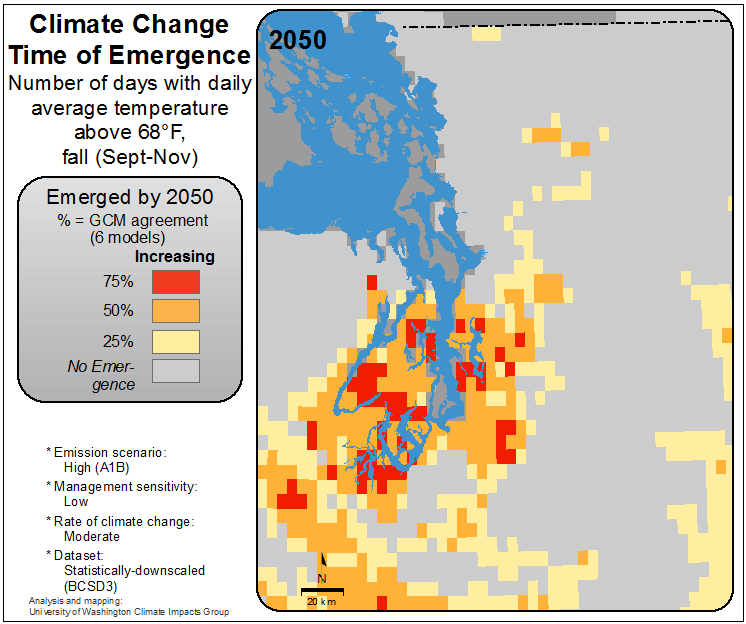 Climate Change
Time of Emergence
Number of days with daily
average temperature
above 68°F,
fall (Sept-Nov)
Emerged by 2050
% = GCM agreement
(6 models)
Increasing
75%
50%
25%
No Emer-
gence
* Emission scenario:
High (A1B)
* Management sensitivity:
Low
* Rate of climate change:
Moderate
* Dataset:
Statistically-downscaled
(BCSD3)
Analysis and mapping:
University of Washington Climate Impacts Group
2050
N
20 km